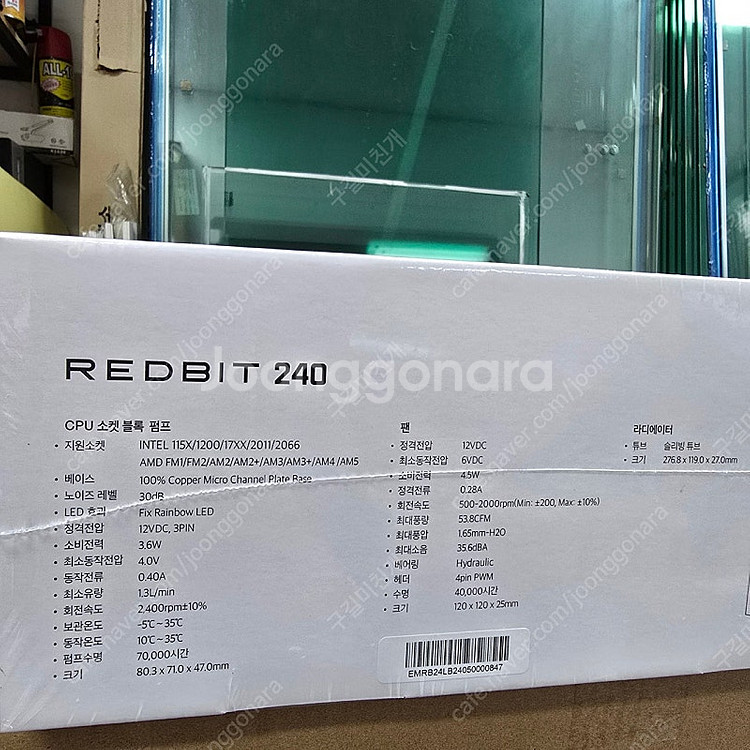 ALL-1
REDBIT 240
joonggonara
CPU 소켓 블록 펌프
• 지원소켓 INTEL 115X/1200/17XX/2011/2066
AMD FM1/FM2/AM2/AM2+/AM3/AM3+/AM4/AM5
• 베이스 100% Copper Micro Channel Plate Base
• 노이즈 레벨 30dB
• LED 효과 Fix Rainbow LED
• 정격전압 12VDC, 3PIN
• 소비전력 3.6W
• 최소동작전압 4.0V
• 동작전류 0.40A
• 유량 1.3L/min
• 회전속도 2,400rpm±10%
• 보관온도 -5℃~35℃
• 동작온도 10℃~35℃
• 펌프수명 70,000시간
• 크기 80.3 x 71.0 x 47.0mm
팬
• 정격전압 12VDC
• 최소동작전압 6VDC
• 소비전력 4.5W
• 정격전류 0.28A
• 회전속도 500-2000rpm(Min: ±200, Max: ±10%)
• 최대풍량 53.8CFM
• 최대풍압 1.65mm-H2O
• 최대소음 35.6dBA
• 베어링 Hydraulic
• 헤더 4pin PWM
• 수명 40,000시간
• 크기 120 x 120 x 25mm
라디에이터
• 튜브 슬리빙 튜브
• 크기 276.8 x 119.0 x 27.0mm
EMRB24LB24050000847
구길미친개
cafe.naver.com/joonggonara